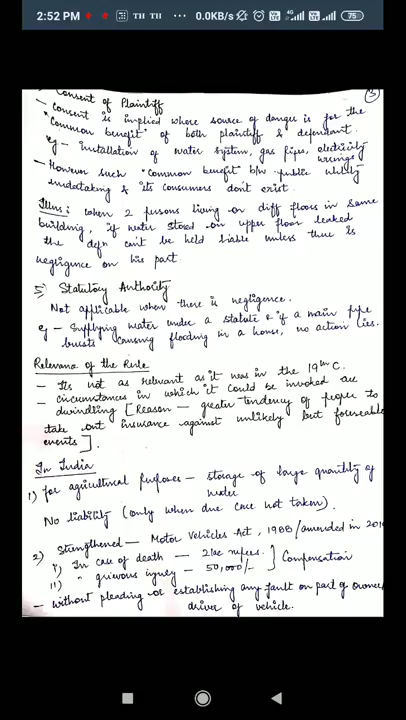 2:52 PM TH TH ... 0.0KB/s 4G 75
3
Consent of Plaintiff
- Consent is implied where source of danger is for the
"Common benefit" of both plaintiff & defendant.
eg - installation of water system, gas pipes, electricity
wirings
- However such "Common benefit b/w public utility
undertaking & its consumers don't exist.
Illus: when 2 persons living on diff floors in same
building, if water stored on upper floor leaked
the defn can't be held liable unless there is
negligence on his part.
5) Statutory Authority
Not applicable when there is negligence.
eg - Supplying water under a statute & if a main pipe
bursts causing flooding in a house, no action lies.
Relevance of the Rule
- Its not as relevant as it was in the 19th C.
- circumstances in which it could be invoked are
dwindling [Reason - greater tendency of people to
take out insurance against unlikely but foreseeable
events].
In India
1) for agricultural purposes - storage of large quantity of
water
No liability (only when due care not taken).
2) Strengthened - Motor Vehicles Act, 1988/amended in 201
i) In case of death - 2 lac rupees. } Compensation
ii) " grievous injury - 50,000/-
- without pleading or establishing any fault on part of owner/
driver of vehicle.